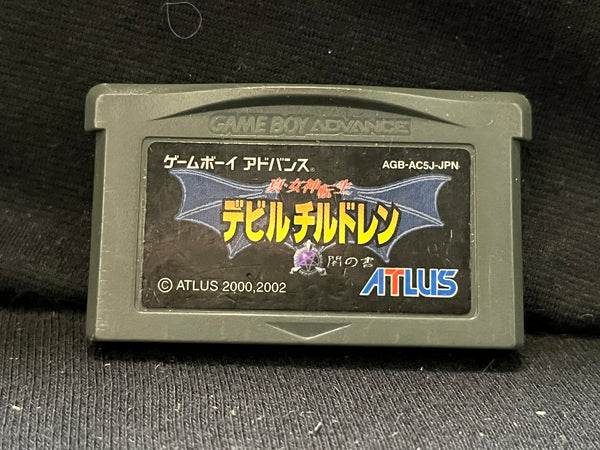 GAME BOY ADVANCE
ゲームボーイ アドバンス® AGB-AC5J-JPN
真・女神転生
デビルチルドレン
闇の書
© ATLUS 2000,2002 ATLUS